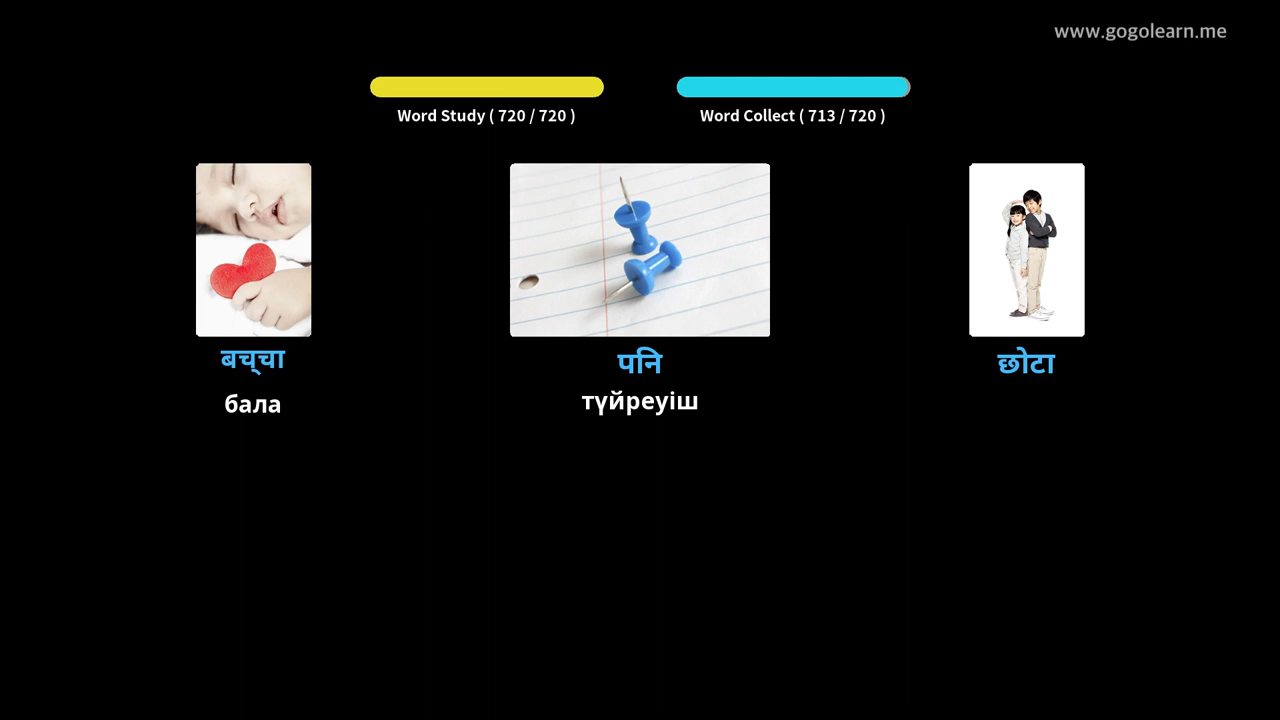 www.gogolearn.me
Word Study ( 720 / 720 )
Word Collect ( 713 / 720 )
बच्चा
पनि
छोटा
бала
түйреуіш